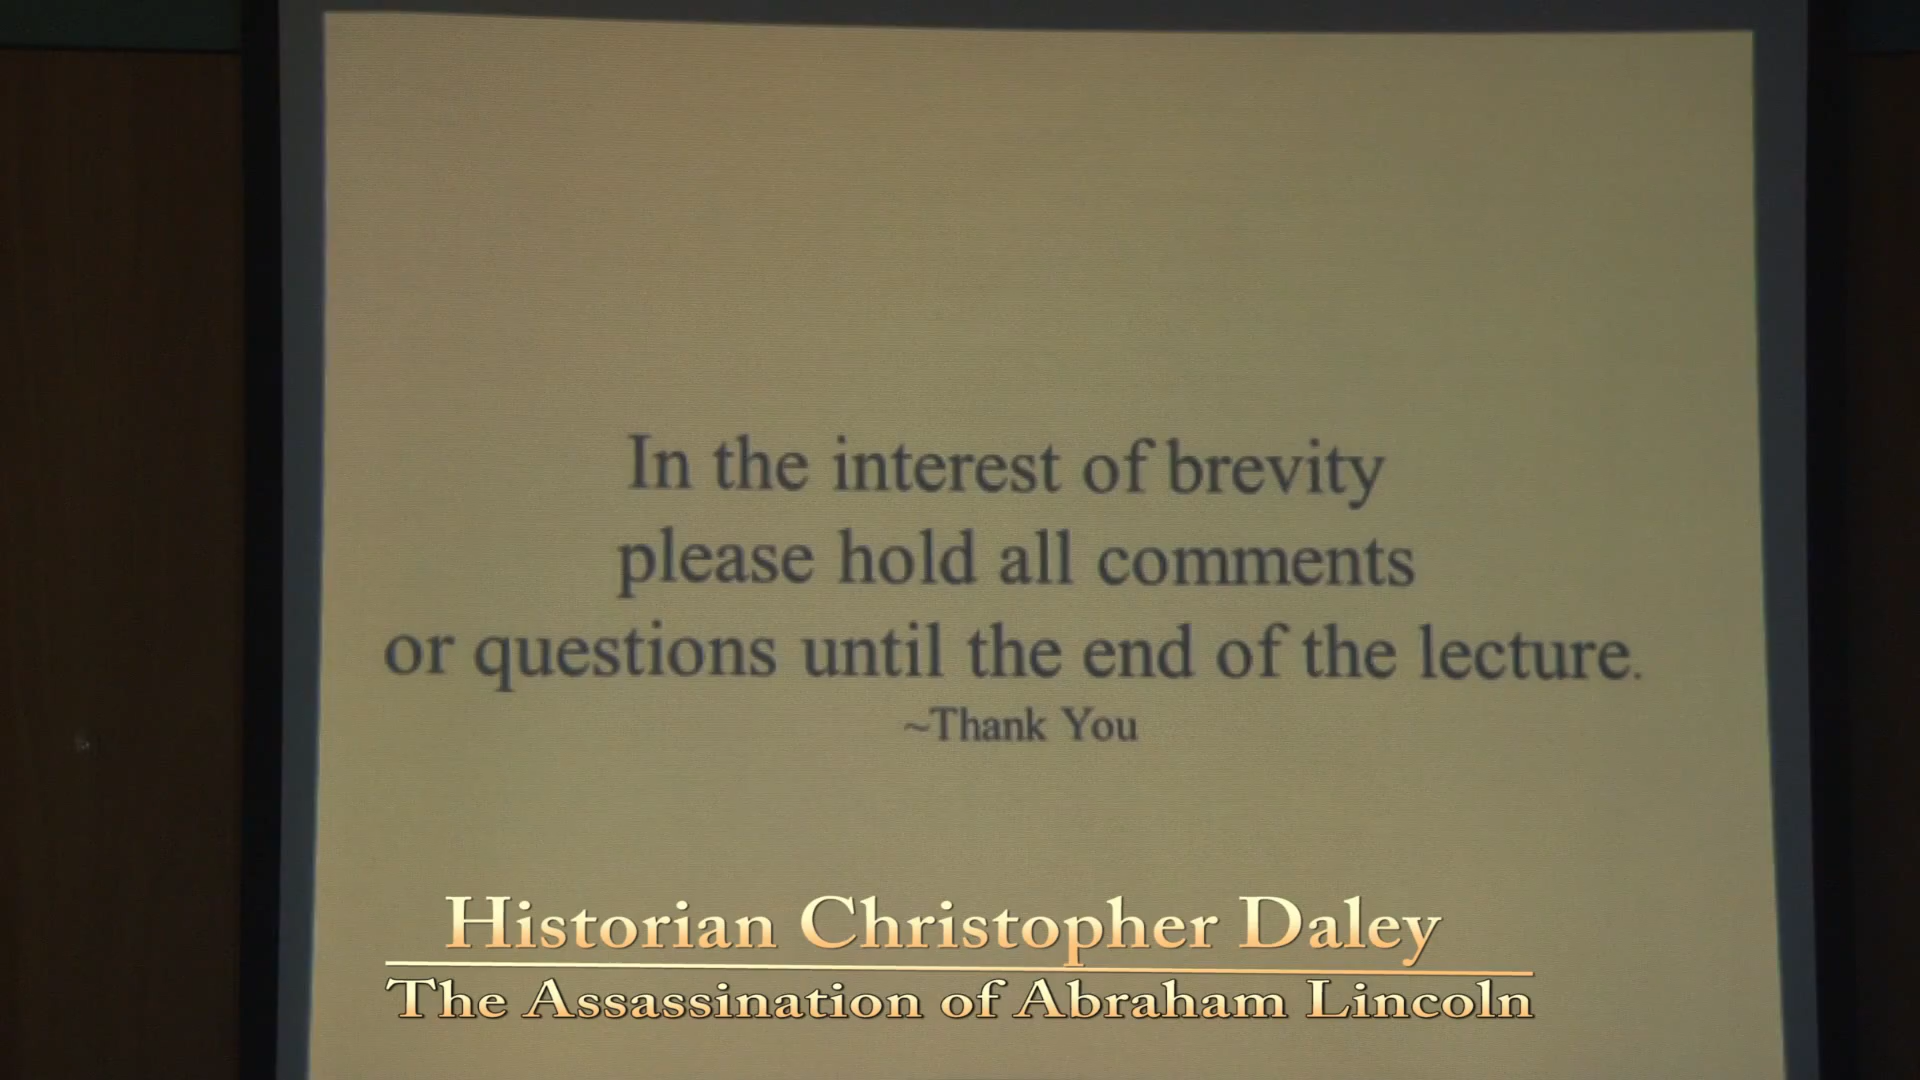 In the interest of brevity
please hold all comments
or questions until the end of the lecture.
~Thank You
Historian Christopher Daley
The Assassination of Abraham Lincoln